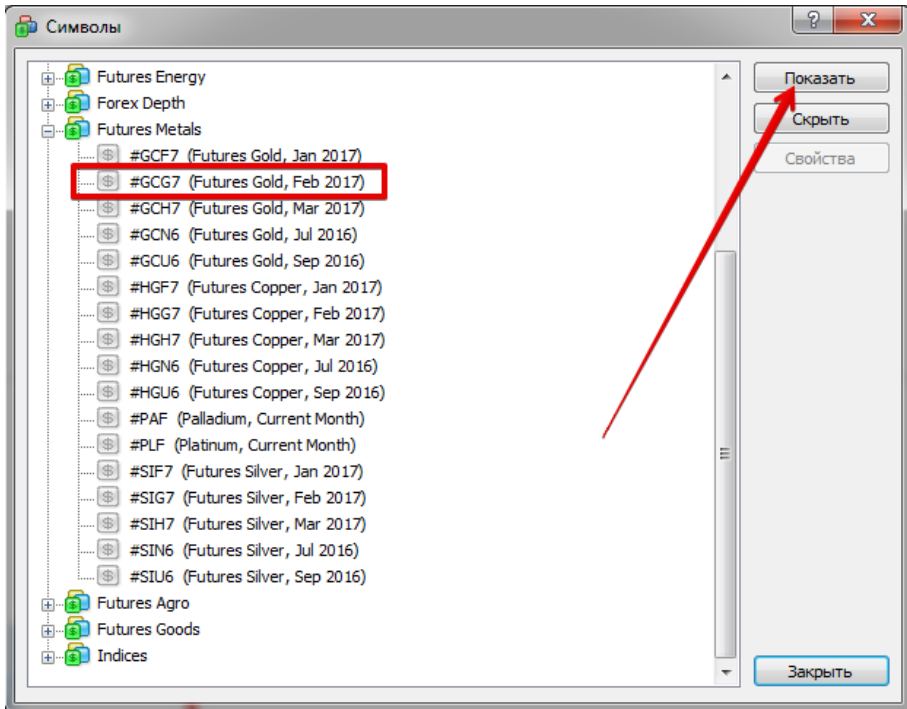 Символы
?
X
Futures Energy
Forex Depth
Futures Metals
#GCF7 (Futures Gold, Jan 2017)
#GCG7 (Futures Gold, Feb 2017)
#GCH7 (Futures Gold, Mar 2017)
#GCN6 (Futures Gold, Jul 2016)
#GCU6 (Futures Gold, Sep 2016)
#HGF7 (Futures Copper, Jan 2017)
#HGG7 (Futures Copper, Feb 2017)
#HGH7 (Futures Copper, Mar 2017)
#HGN6 (Futures Copper, Jul 2016)
#HGU6 (Futures Copper, Sep 2016)
#PAF (Palladium, Current Month)
#PLF (Platinum, Current Month)
#SIF7 (Futures Silver, Jan 2017)
#SIG7 (Futures Silver, Feb 2017)
#SIH7 (Futures Silver, Mar 2017)
#SIN6 (Futures Silver, Jul 2016)
#SIU6 (Futures Silver, Sep 2016)
Futures Agro
Futures Goods
Indices
Показать
Скрыть
Свойства
Закрыть